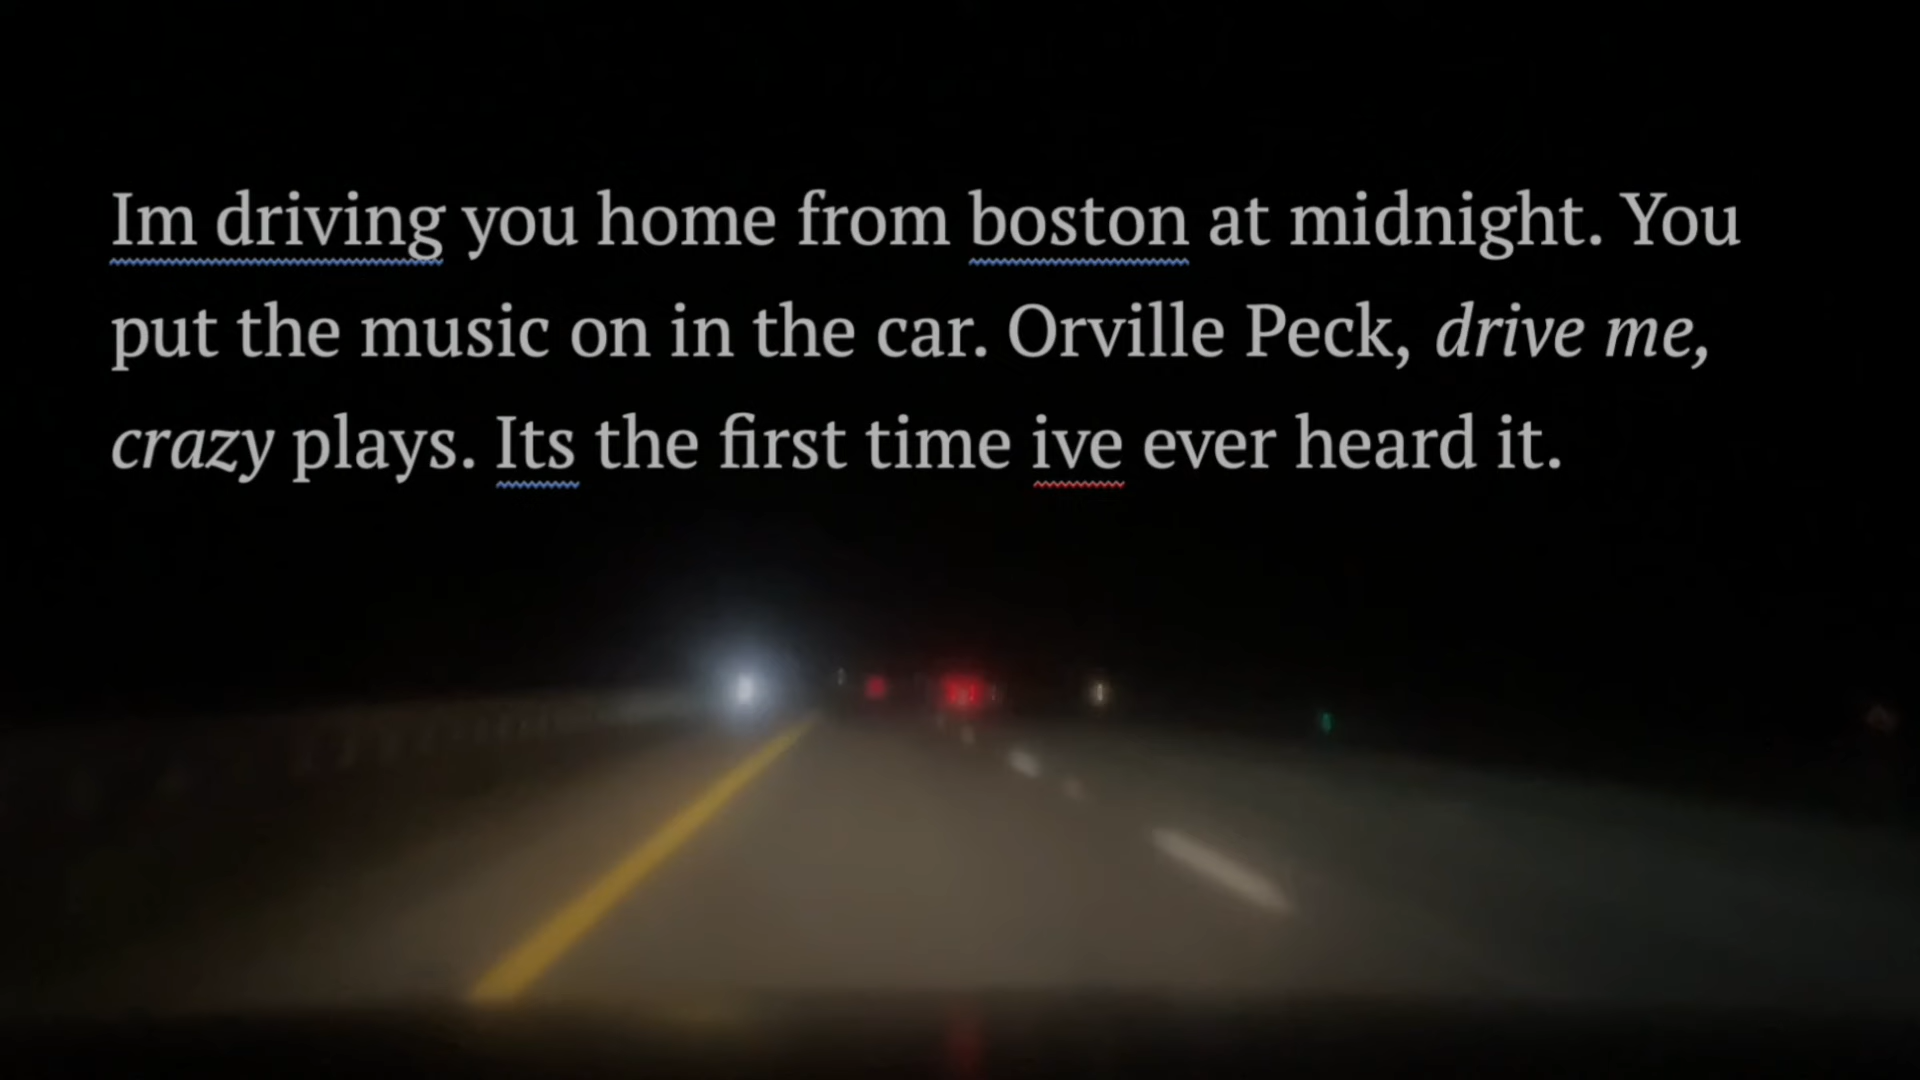 Im driving you home from boston at midnight. You
put the music on in the car. Orville Peck, drive me,
crazy plays. Its the first time ive ever heard it.